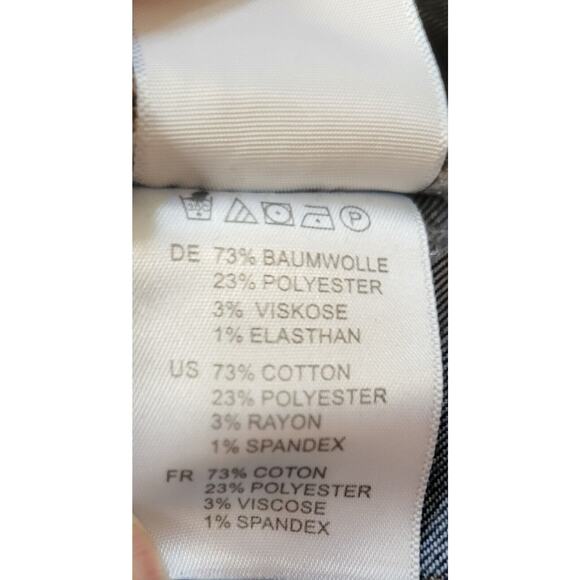 P
DE 73% BAUMWOLLE
23% POLYESTER
3% VISKOSE
1% ELASTHAN
US 73% COTTON
23% POLYESTER
3% RAYON
1% SPANDEX
FR 73% COTON
23% POLYESTER
3% VISCOSE
1% SPANDEX